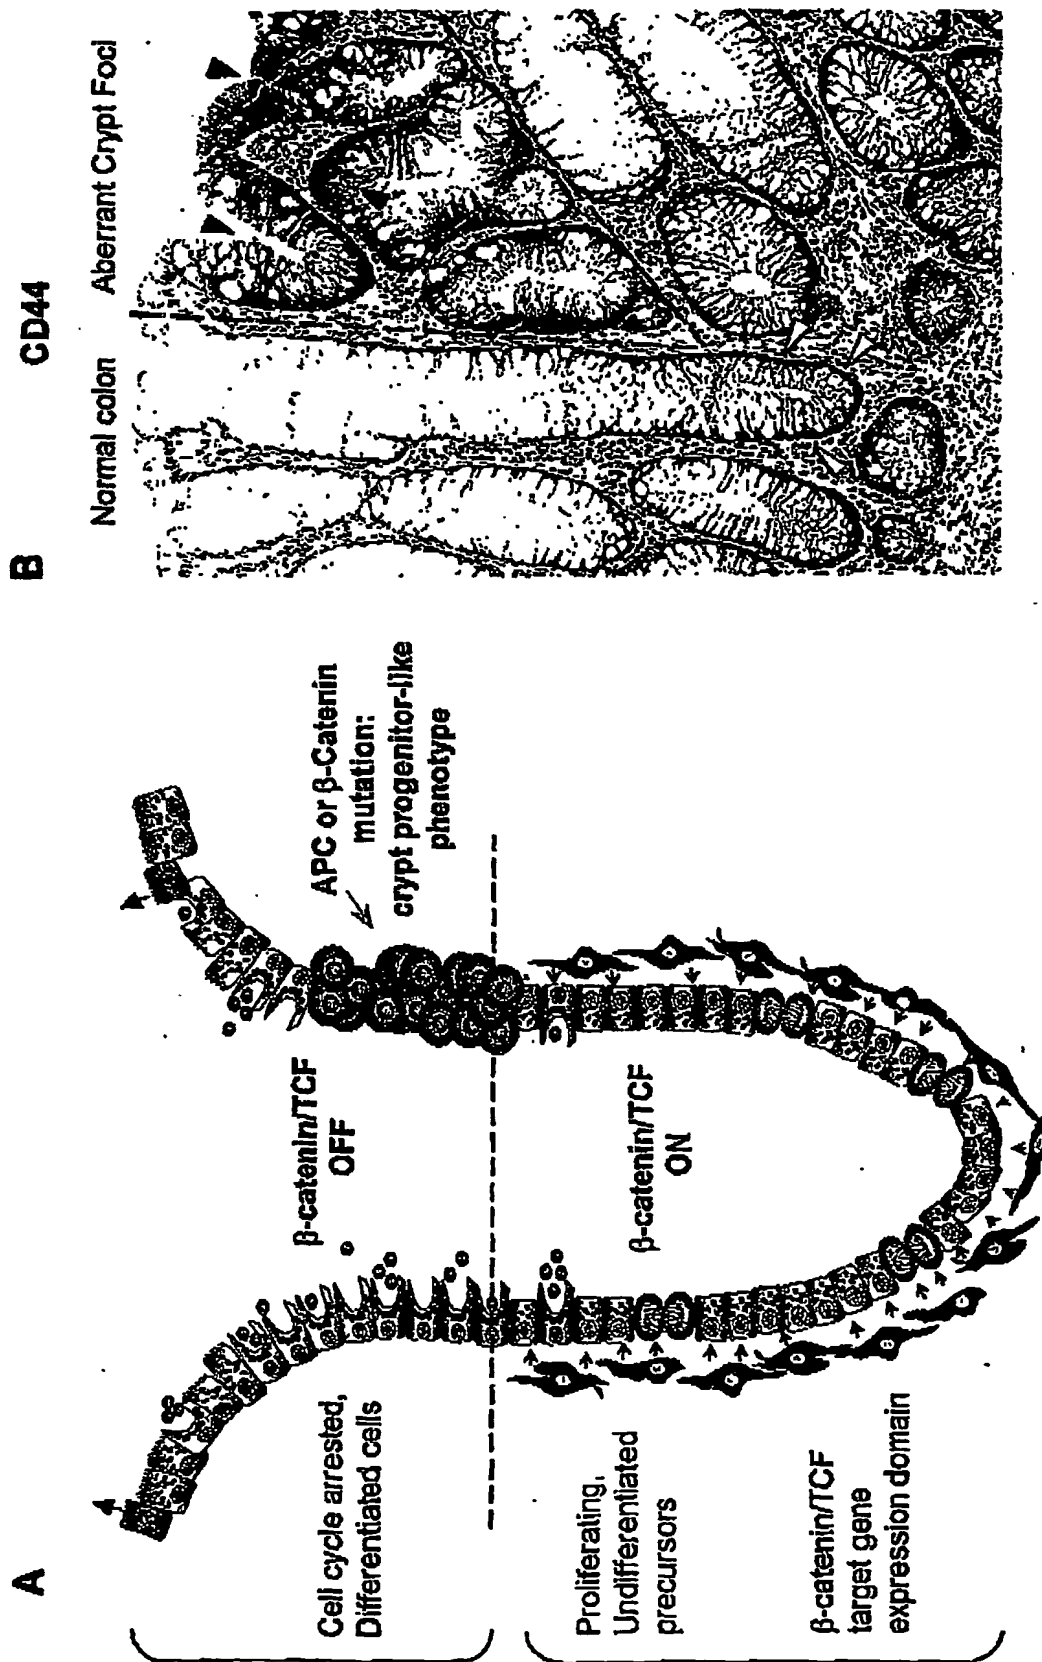 A
Cell cycle arrested,
Differentiated cells
Proliferating,
Undifferentiated
precursors
β-catenin/TCF
target gene
expression domain
β-catenin/TCF
OFF
β-catenin/TCF
ON
APC or β-Catenin
mutation:
crypt progenitor-like
phenotype
B
CD44
Normal colon
Aberrant Crypt Foci